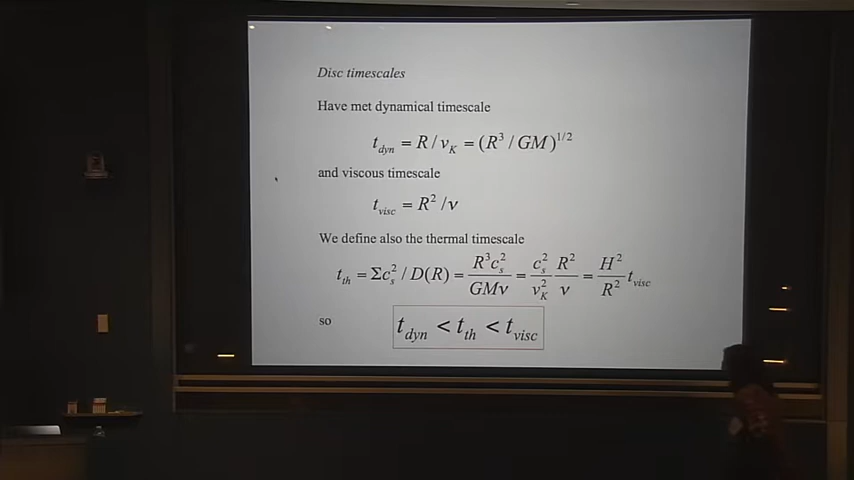 Disc timescales
Have met dynamical timescale
t_dyn = R / v_K = (R^3 / GM)^{1/2}
and viscous timescale
t_visc = R^2 / ν
We define also the thermal timescale
t_th = Σc_s^2 / D(R) = R^3 c_s^2 / GMν = c_s^2 / v_K^2 R^2 / ν = H^2 / R^2 t_visc
so t_dyn < t_th < t_visc